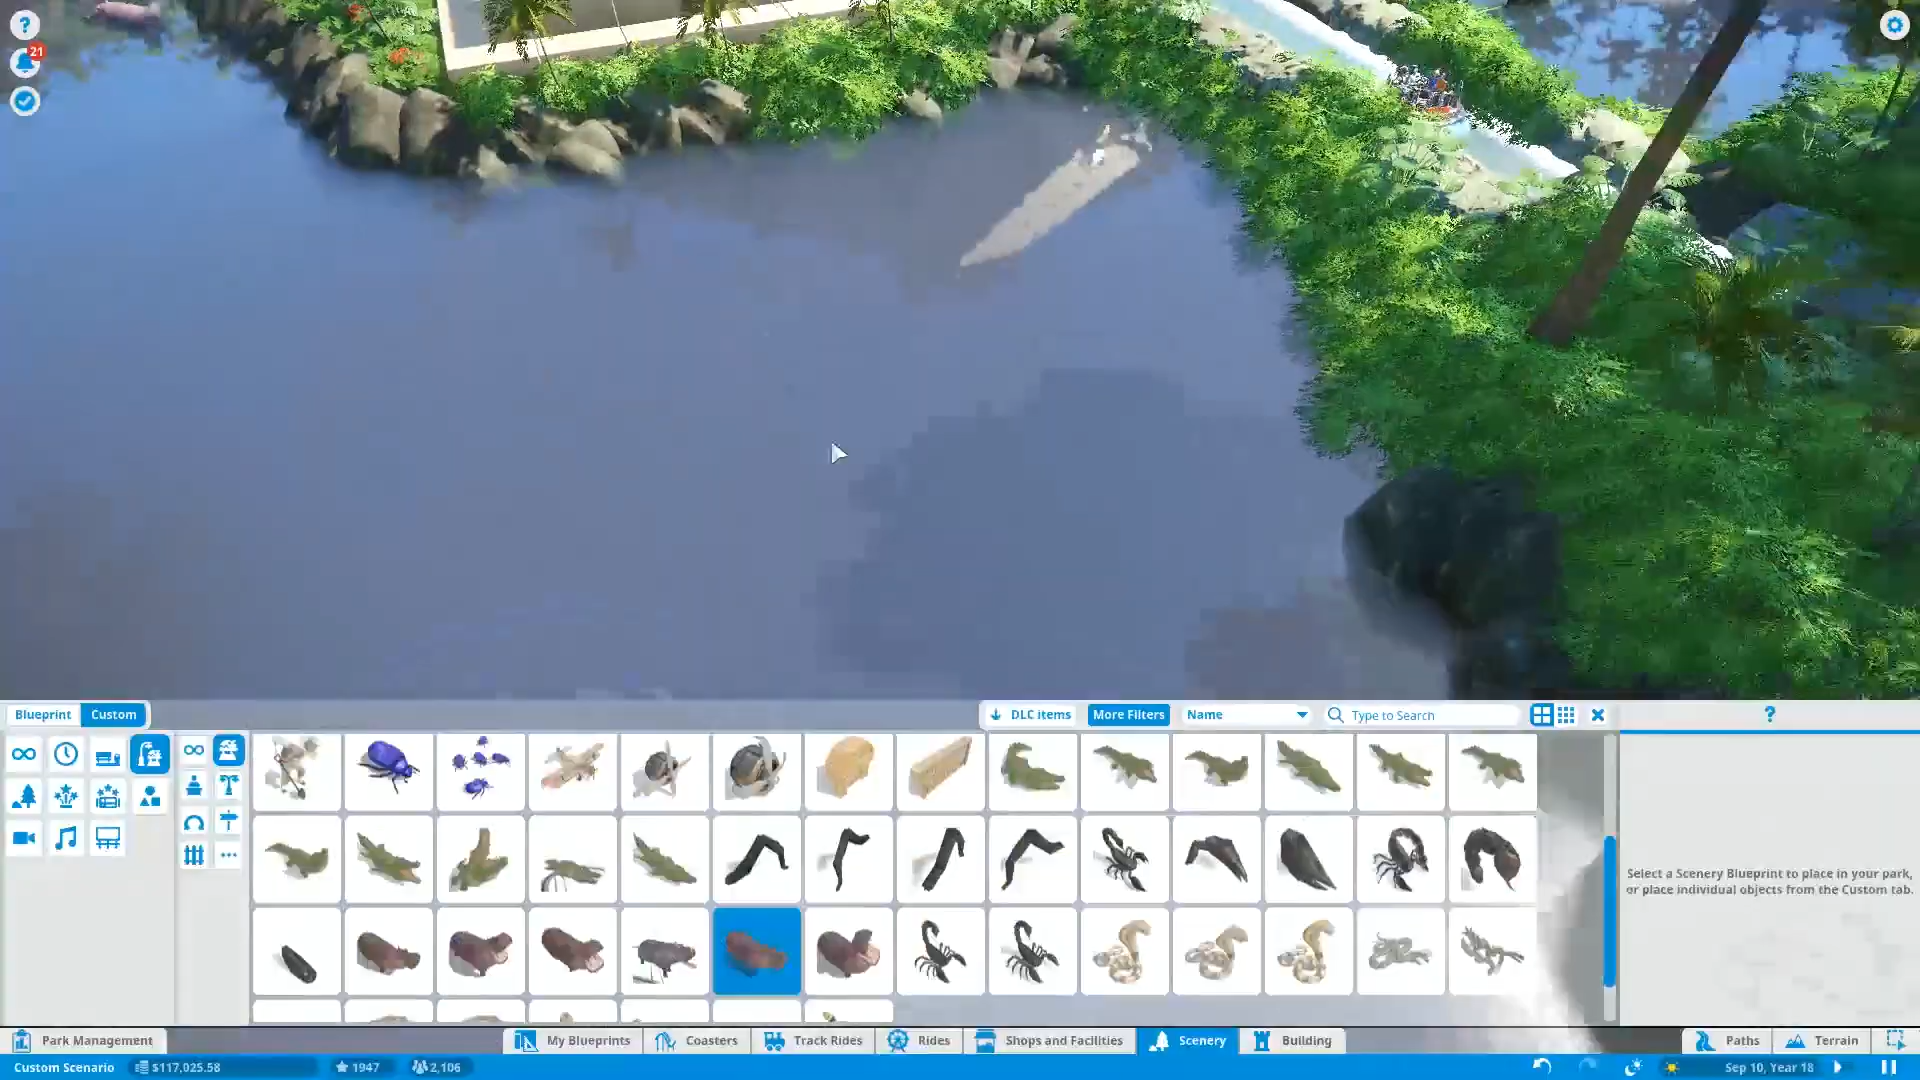 ?
21
Blueprint
Custom
DLC items
More Filters
Name
Type to Search
?
Select a Scenery Blueprint to place in your park,
or place individual objects from the Custom tab.
Park Management
My Blueprints
Coasters
Track Rides
Rides
Shops and Facilities
Scenery
Building
Paths
Terrain
Custom Scenario
$117,025.58
1947
2,106
Sep 10, Year 18